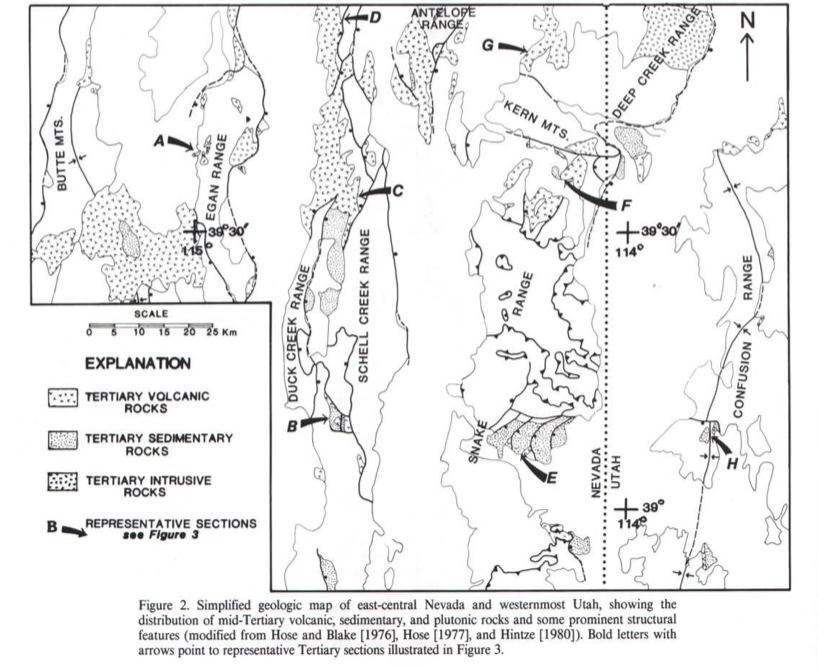 D
ANTELOPE
RANGE
G
N
DEEP CREEK RANGE
KERN MTS.
BUTTE MTS.
A
EGAN RANGE
C
F
39°30'
115°
39°30'
114°
SCALE
0 5 10 15 20 25 Km
DUCK CREEK RANGE
SCHELL CREEK RANGE
SNAKE
RANGE
CONFUSION RANGE
EXPLANATION
TERTIARY VOLCANIC
ROCKS
TERTIARY SEDIMENTARY
ROCKS
TERTIARY INTRUSIVE
ROCKS
B REPRESENTATIVE SECTIONS
see Figure 3
B
E
H
NEVADA
UTAH
39°
114°
Figure 2. Simplified geologic map of east-central Nevada and westernmost Utah, showing the
distribution of mid-Tertiary volcanic, sedimentary, and plutonic rocks and some prominent structural
features (modified from Hose and Blake [1976], Hose [1977], and Hintze [1980]). Bold letters with
arrows point to representative Tertiary sections illustrated in Figure 3.